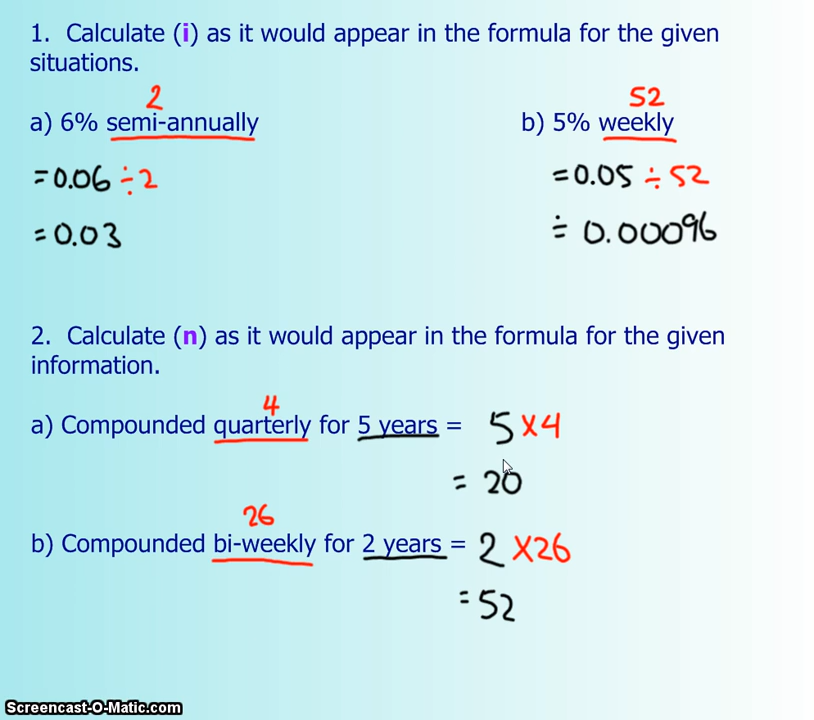 1. Calculate (i) as it would appear in the formula for the given
situations.
2
52
a) 6% semi-annually
b) 5% weekly
=0.06 ÷2
=0.05 ÷ 52
=0.03
≐ 0.00096
2. Calculate (n) as it would appear in the formula for the given
information.
4
a) Compounded quarterly for 5 years = 5 x4
= 20
26
b) Compounded bi-weekly for 2 years = 2 x26
=52
Screencast-O-Matic.com